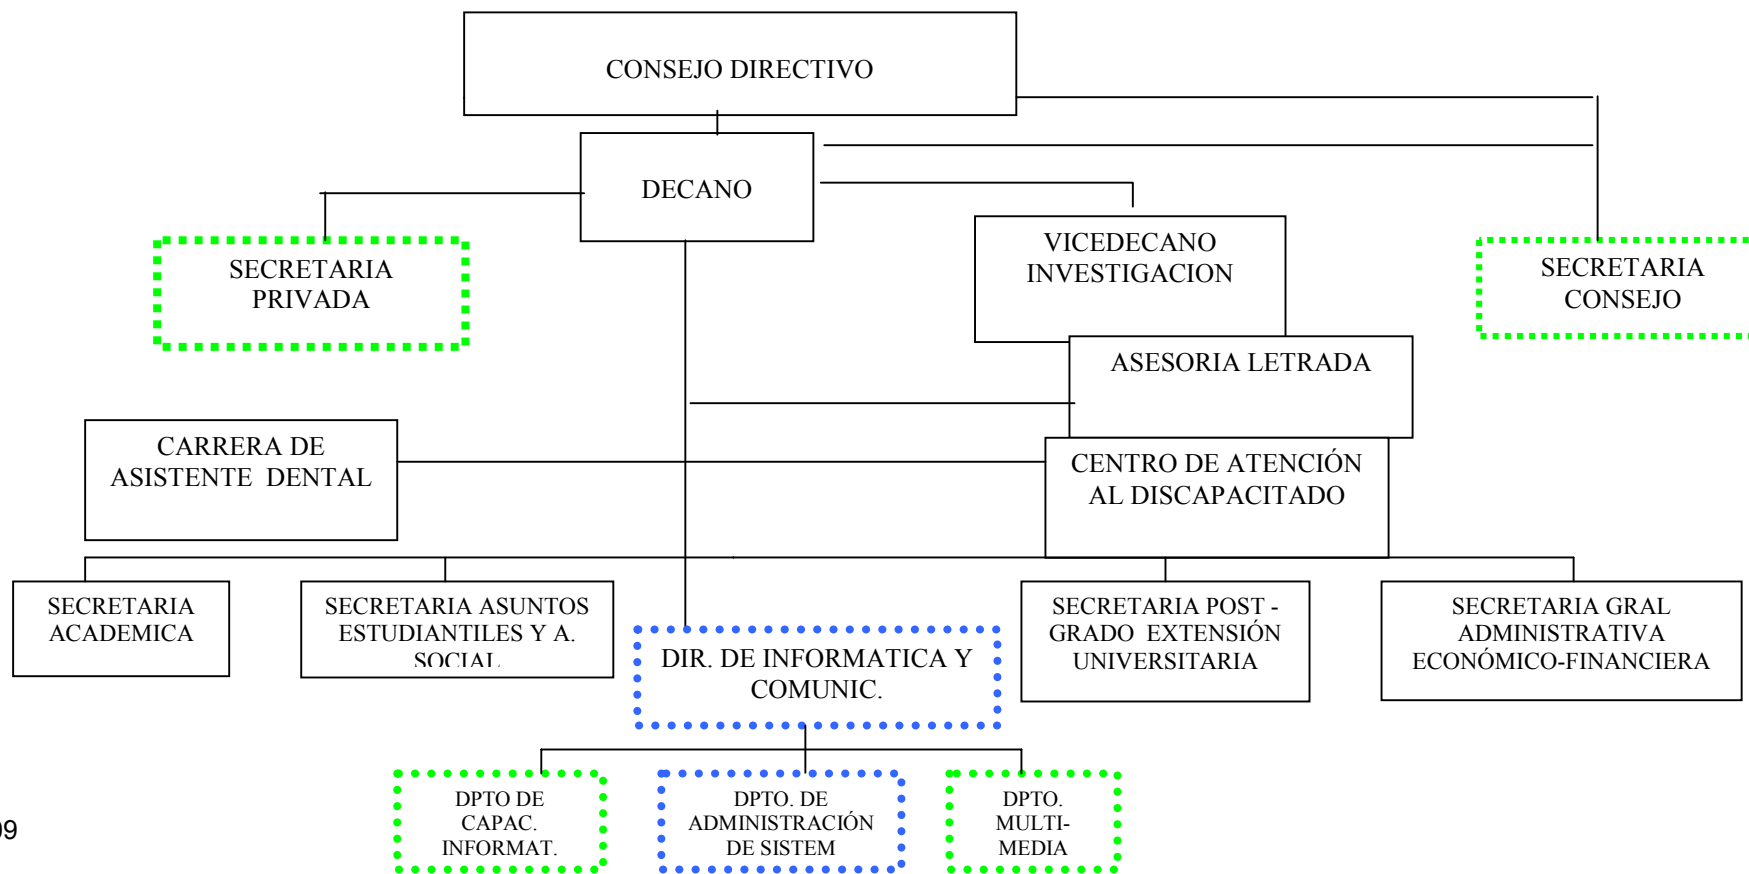 CONSEJO DIRECTIVO
DECANO
SECRETARIA
PRIVADA
VICEDECANO
INVESTIGACION
SECRETARIA
CONSEJO
ASESORIA LETRADA
CARRERA DE
ASISTENTE DENTAL
CENTRO DE ATENCIÓN
AL DISCAPACITADO
SECRETARIA
ACADEMICA
SECRETARIA ASUNTOS
ESTUDIANTILES Y A.
SOCIAL
DIR. DE INFORMATICA Y
COMUNIC.
SECRETARIA POST -
GRADO EXTENSIÓN
UNIVERSITARIA
SECRETARIA GRAL
ADMINISTRATIVA
ECONÓMICO-FINANCIERA
DPTO DE
CAPAC.
INFORMAT.
DPTO. DE
ADMINISTRACIÓN
DE SISTEM
DPTO.
MULTI-
MEDIA